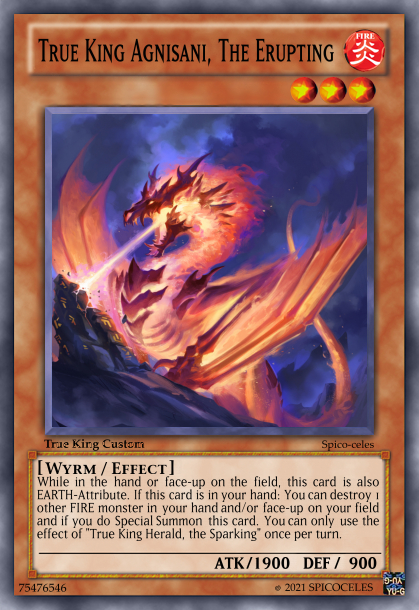 True King Agnisani, The Erupting
FIRE
炎
True King Custom
Spico-celes
[Wyrm / Effect]
While in the hand or face-up on the field, this card is also
EARTH-Attribute. If this card is in your hand: You can destroy 1
other FIRE monster in your hand and/or face-up on your field
and if you do Special Summon this card. You can only use the
effect of "True King Herald, the Sparking" once per turn.
ATK/1900 DEF/ 900
75476546
© 2021 SPICOCELES
YU-G